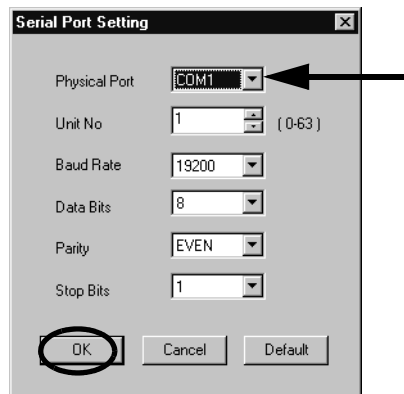 Serial Port Setting
Physical Port COM1
Unit No 1 ( 0-63 )
Baud Rate 19200
Data Bits 8
Parity EVEN
Stop Bits 1
OK Cancel Default